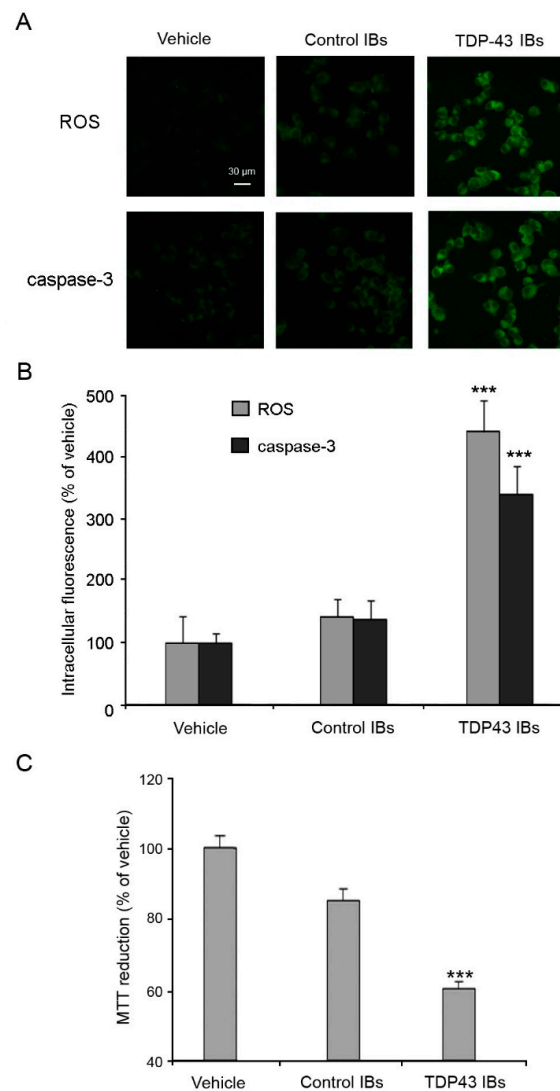 A
Vehicle Control IBs TDP-43 IBs
ROS
30 µm
caspase-3
B
Intracellular fluorescence (% of vehicle)
500
400
300
200
100
0
ROS
caspase-3
***
***
Vehicle Control IBs TDP43 IBs
C
MTT reduction (% of vehicle)
120
100
80
60
40
***
Vehicle Control IBs TDP43 IBs